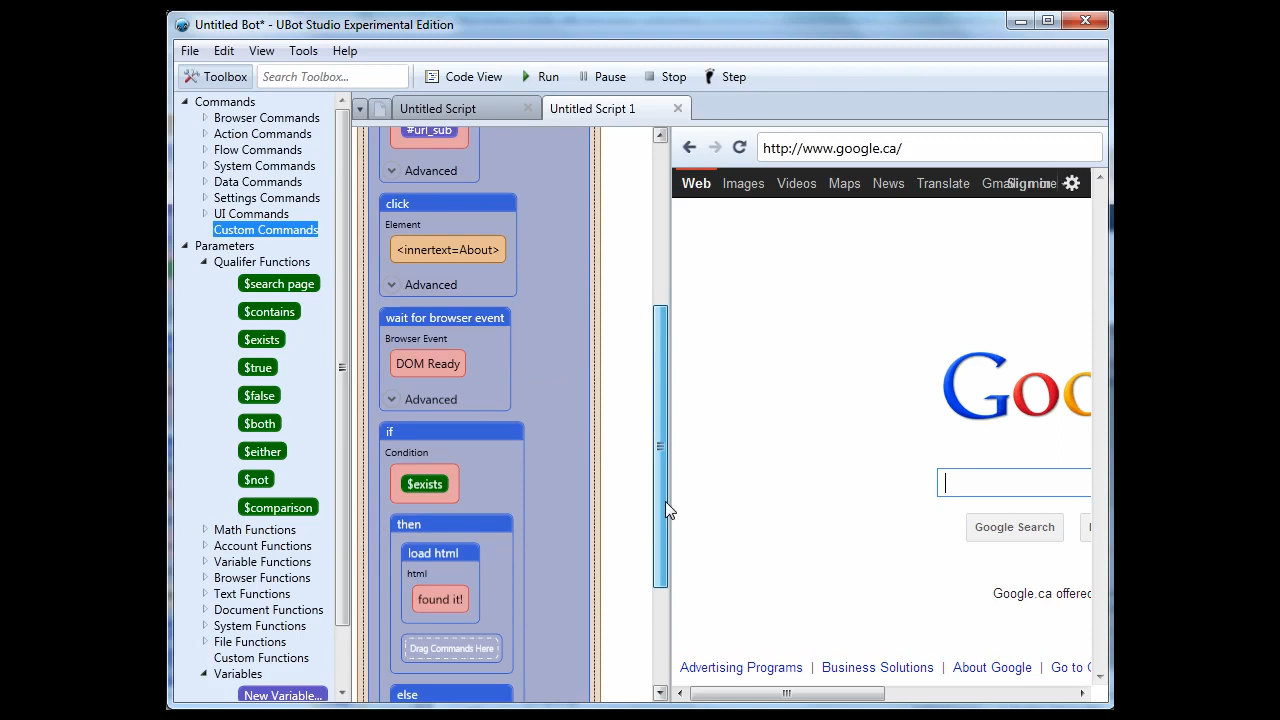 Untitled Bot* - UBot Studio Experimental Edition
File Edit View Tools Help
Toolbox Search Toolbox... Code View Run Pause Stop Step
Commands
Browser Commands
Action Commands
Flow Commands
System Commands
Data Commands
Settings Commands
UI Commands
Custom Commands
Parameters
Qualifer Functions
$search page
$contains
$exists
$true
$false
$both
$either
$not
$comparison
Math Functions
Account Functions
Variable Functions
Browser Functions
Text Functions
Document Functions
System Functions
File Functions
Custom Functions
Variables
New Variable...
Untitled Script Untitled Script 1
#url_sub
Advanced
click
Element
<innertext=About>
Advanced
wait for browser event
Browser Event
DOM Ready
Advanced
if
Condition
$exists
then
load html
html
found it!
Drag Commands Here
else
http://www.google.ca/
Web Images Videos Maps News Translate Gmail Sign in
Goo
Google Search
Google.ca offered
Advertising Programs Business Solutions About Google Go to